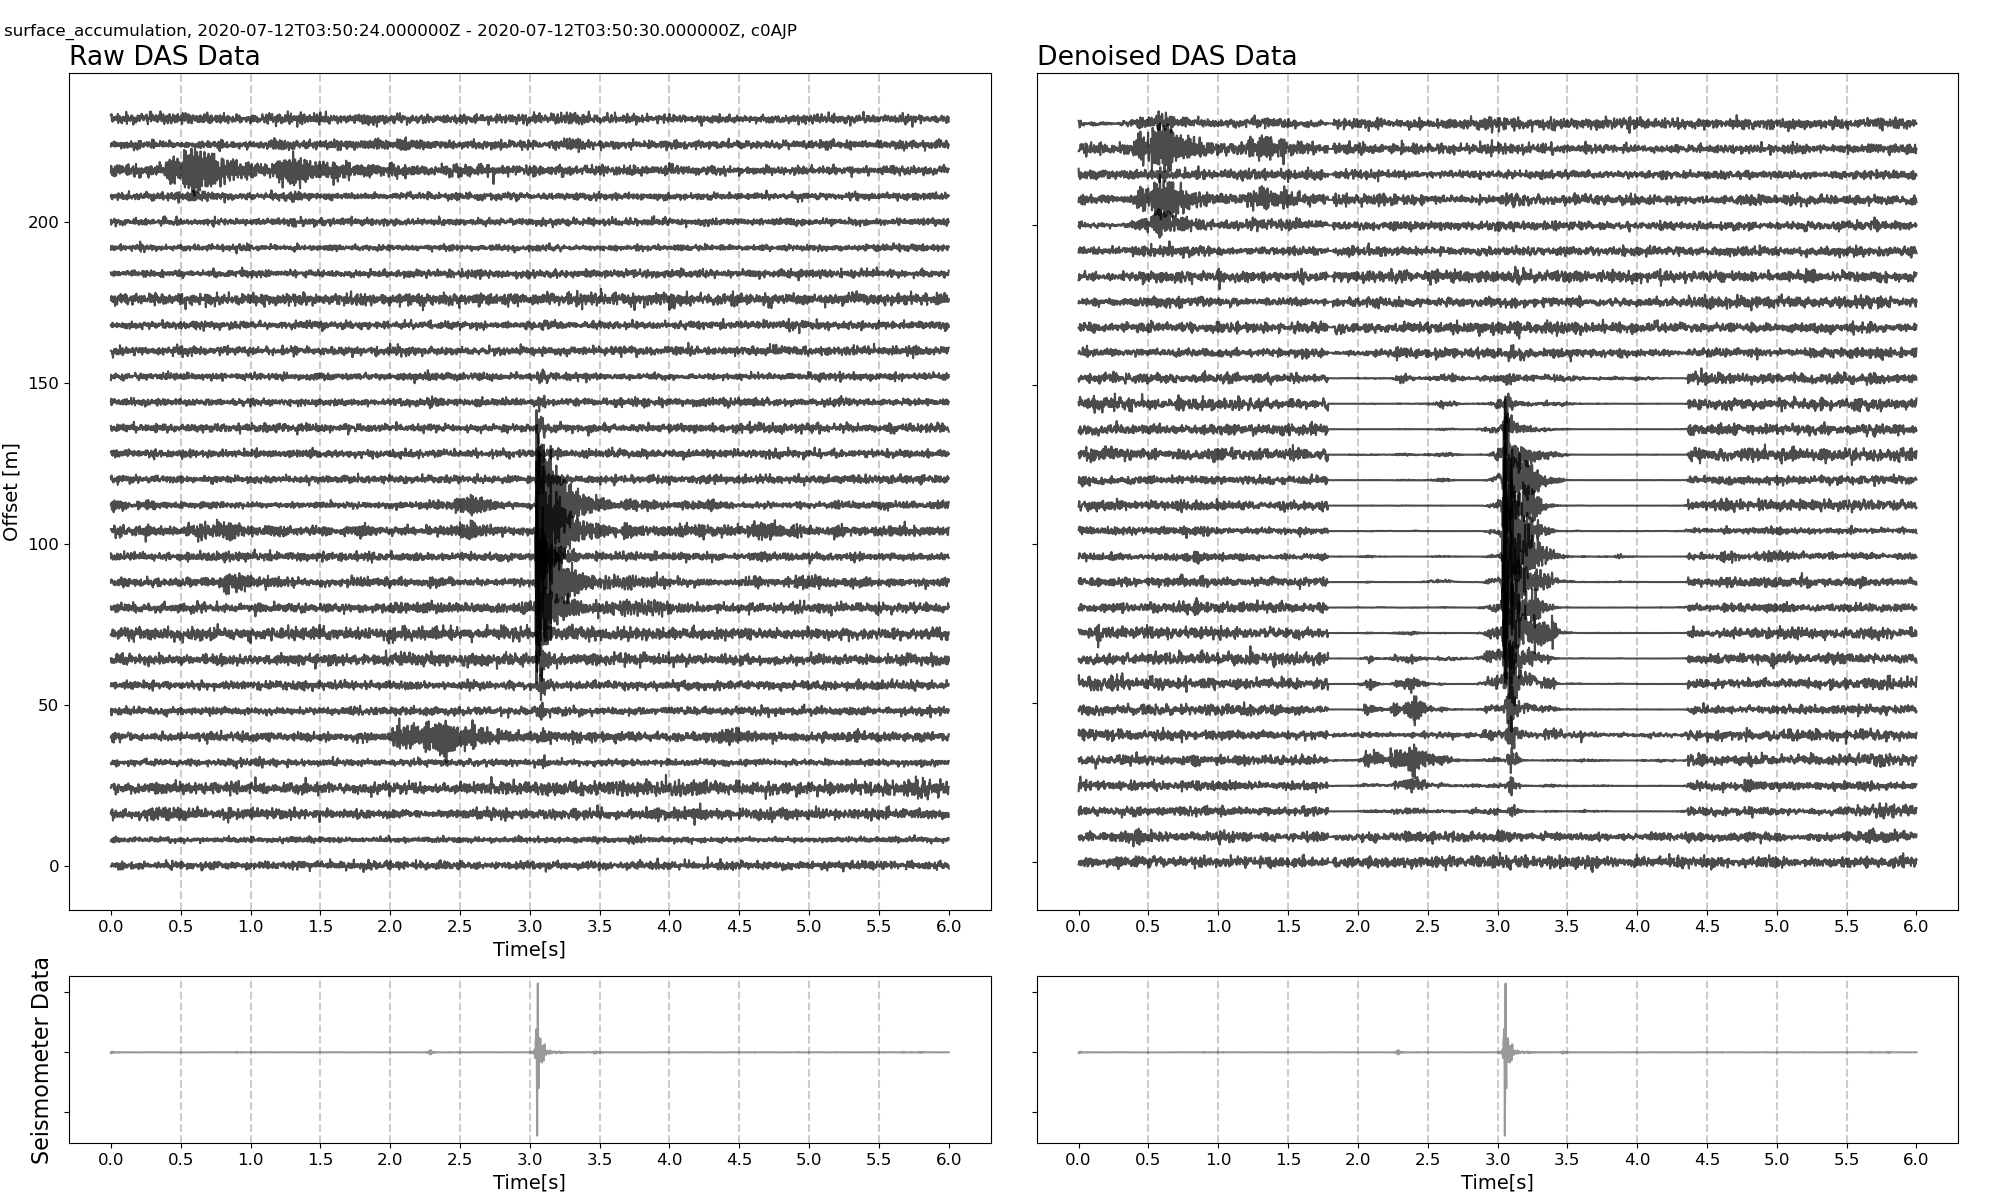 surface_accumulation, 2020-07-12T03:50:24.000000Z - 2020-07-12T03:50:30.000000Z, c0AJP
Raw DAS Data
Denoised DAS Data
Offset [m]
200
150
100
50
0
0.0 0.5 1.0 1.5 2.0 2.5 3.0 3.5 4.0 4.5 5.0 5.5 6.0
Time[s]
0.0 0.5 1.0 1.5 2.0 2.5 3.0 3.5 4.0 4.5 5.0 5.5 6.0
Seismometer Data
0.0 0.5 1.0 1.5 2.0 2.5 3.0 3.5 4.0 4.5 5.0 5.5 6.0
Time[s]
0.0 0.5 1.0 1.5 2.0 2.5 3.0 3.5 4.0 4.5 5.0 5.5 6.0
Time[s]